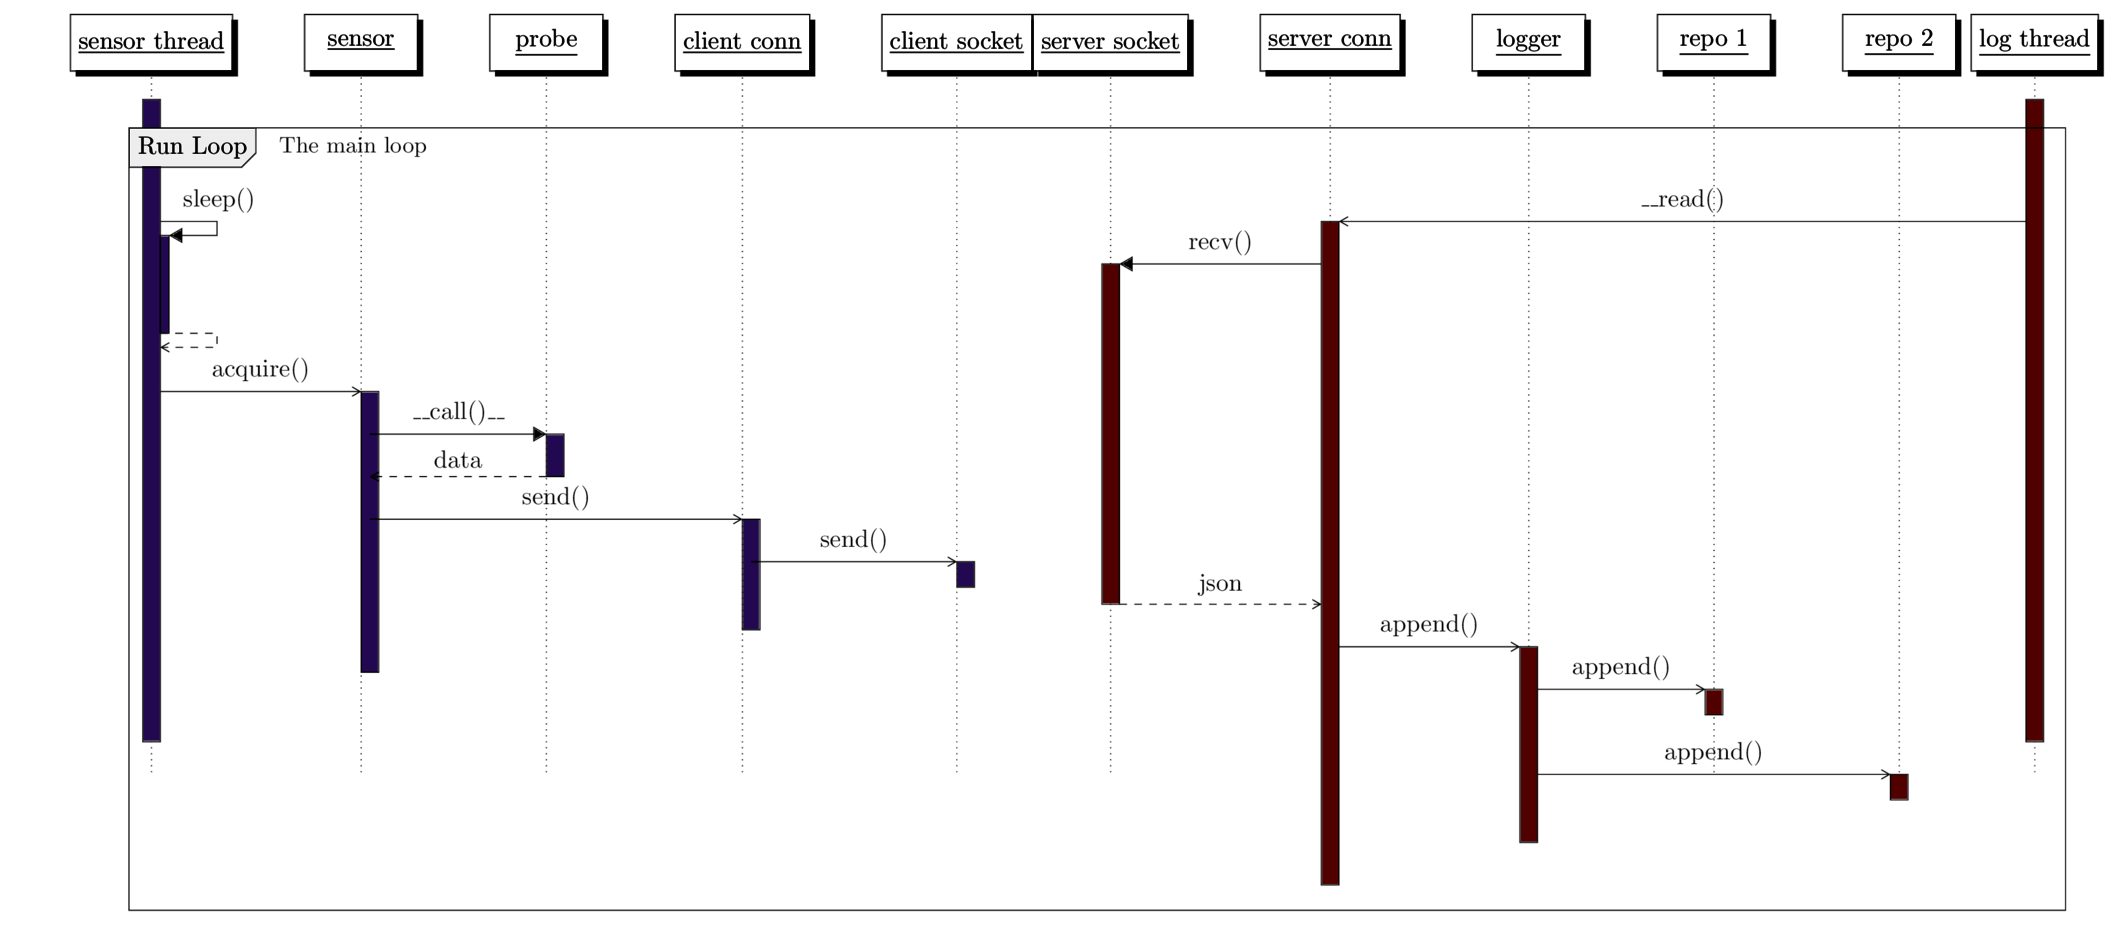 sensor thread
sensor
probe
client conn
client socket
server socket
server conn
logger
repo 1
repo 2
log thread
Run Loop
The main loop
sleep()
__read()
recv()
acquire()
__call()__
data
send()
send()
json
append()
append()
append()